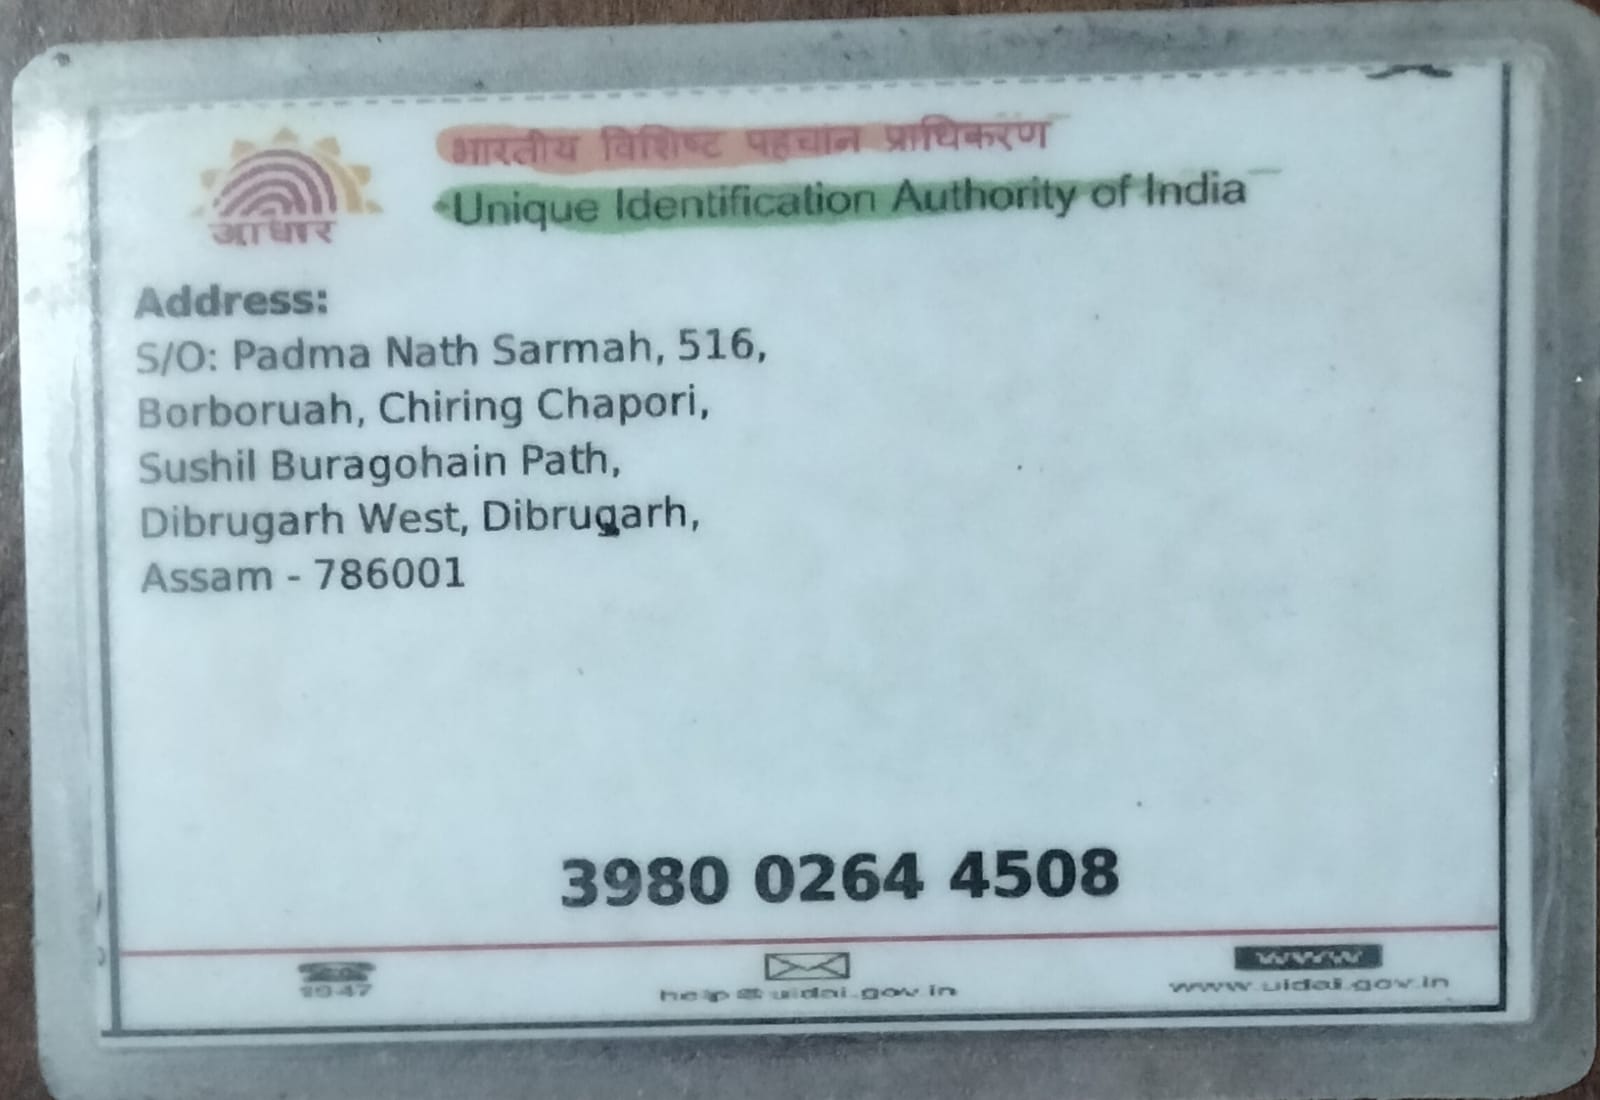 भारतीय विशिष्ट पहचान प्राधिकरण
Unique Identification Authority of India
आधार
Address:
S/O: Padma Nath Sarmah, 516,
Borboruah, Chiring Chapori,
Sushil Buragohain Path,
Dibrugarh West, Dibrugarh,
Assam - 786001
3980 0264 4508
1947
help@uidai.gov.in
www
www.uidai.gov.in